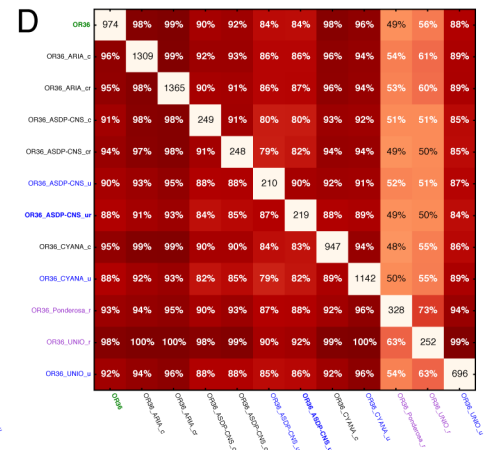 D
OR36 974 98% 99% 90% 92% 84% 84% 98% 96% 49% 56% 88%
OR36_ARIA_c 96% 1309 99% 92% 93% 86% 86% 96% 94% 54% 61% 89%
OR36_ARIA_cr 95% 98% 1365 90% 91% 86% 87% 96% 94% 53% 60% 89%
OR36_ASDP-CNS_c 91% 98% 98% 249 91% 80% 80% 93% 92% 51% 51% 85%
OR36_ASDP-CNS_cr 94% 97% 98% 91% 248 79% 82% 94% 94% 49% 50% 85%
OR36_ASDP-CNS_u 90% 93% 95% 88% 88% 210 90% 92% 91% 52% 51% 87%
OR36_ASDP-CNS_ur 88% 91% 93% 84% 85% 87% 219 88% 89% 49% 50% 84%
OR36_CYANA_c 95% 99% 99% 90% 90% 84% 83% 947 94% 48% 55% 86%
OR36_CYANA_u 88% 92% 93% 82% 85% 79% 82% 89% 1142 50% 55% 89%
OR36_Ponderosa_r 93% 94% 95% 90% 93% 87% 88% 92% 96% 328 73% 94%
OR36_UNIO_r 98% 100% 100% 98% 99% 90% 92% 99% 100% 63% 252 99%
OR36_UNIO_u 92% 94% 96% 88% 88% 85% 86% 92% 96% 54% 63% 696
OR36 OR36_ARIA_c OR36_ARIA_cr OR36_ASDP-CNS_c OR36_ASDP-CNS_c OR36_ASDP-CNS_u OR36_ASDP-CNS_u OR36_CYANA_c OR36_CYANA_u OR36_Ponderosa_r OR36_UNIO_r OR36_UNIO_u